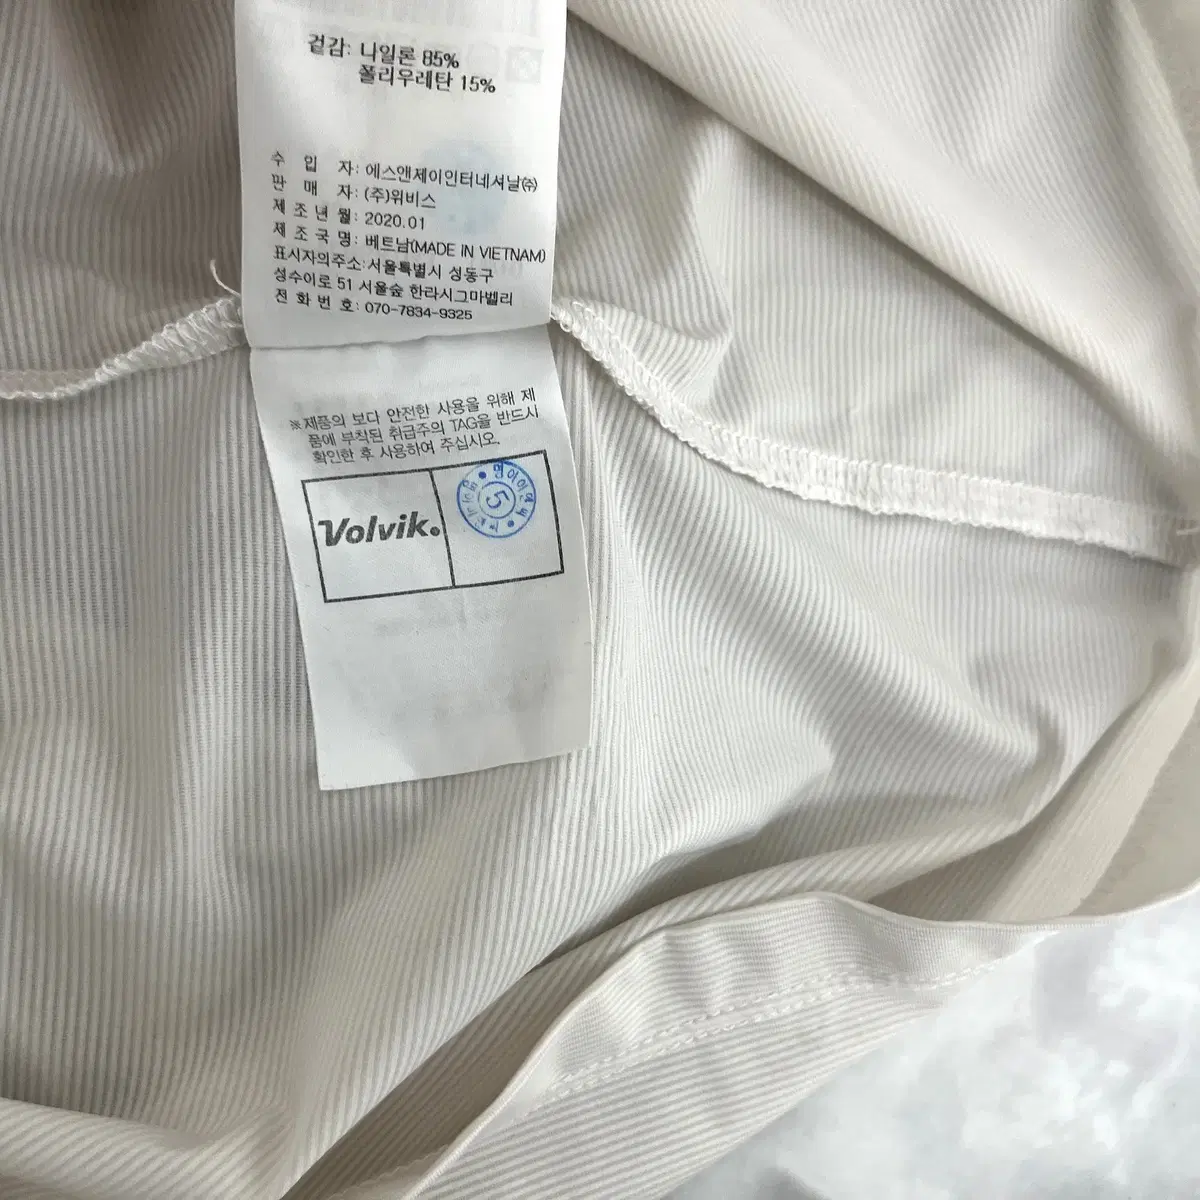 겉감: 나일론 85%
폴리우레탄 15%
수 입 자: 에스앤제이인터네셔날㈜
판 매 자: (주)위비스
제조년월: 2020.01
제조국명: 베트남(MADE IN VIETNAM)
표시자의주소:서울특별시 성동구
성수이로 51 서울숲 한라시그마벨리
전화번호: 070-7834-9325
※제품의 보다 안전한 사용을 위해 제
품에 부착된 취급주의 TAG을 반드시
확인한 후 사용하여 주십시오.
Volvik.
5